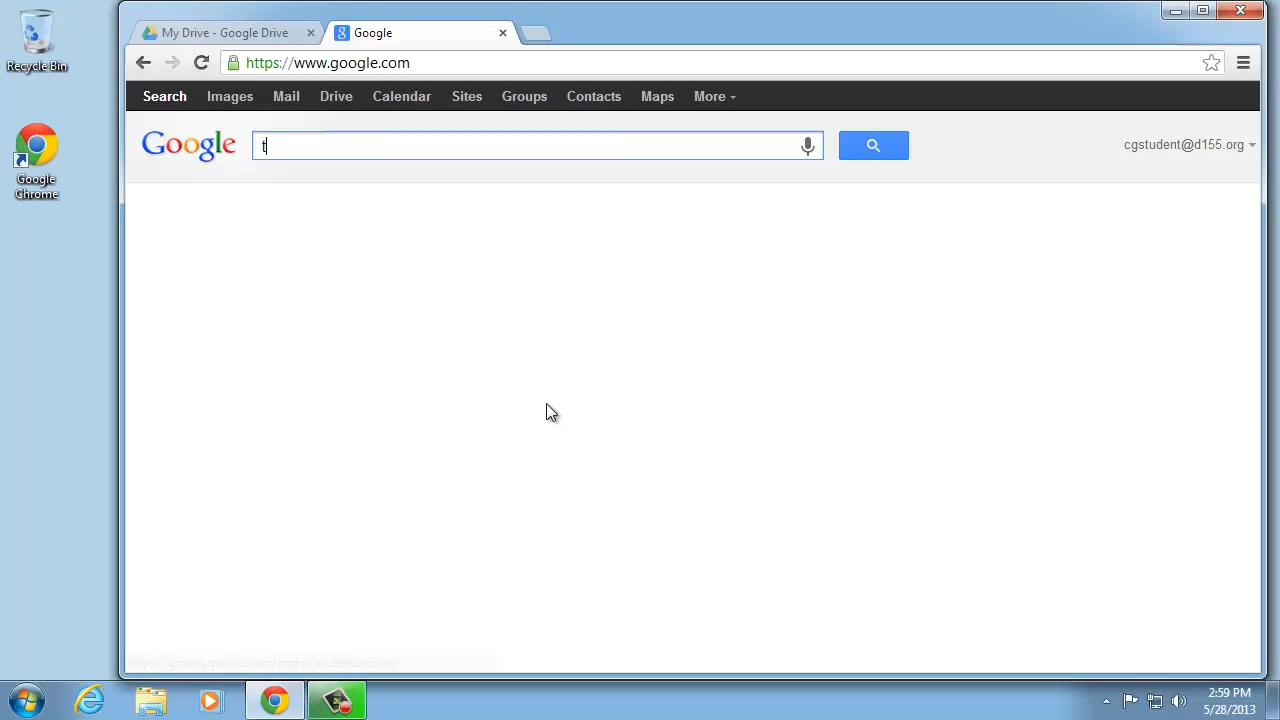 Recycle Bin
Google Chrome
My Drive - Google Drive
Google
https://www.google.com
Search Images Mail Drive Calendar Sites Groups Contacts Maps More
Google
t
cgstudent@d155.org
2:59 PM
5/28/2013